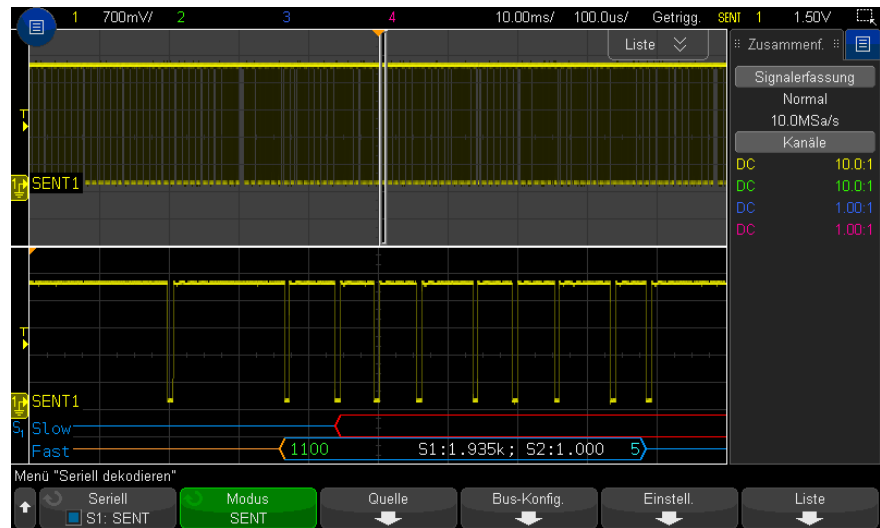 1 700mV/ 2 3 4 10.00ms/ 100.0us/ Getrigg. SENT 1 1.50V
Liste
Zusammenf.
Signalerfassung
Normal
10.0MSa/s
Kanäle
DC 10.0:1
DC 10.0:1
DC 1.00:1
DC 1.00:1
T
1 SENT1
T
1 SENT1
S1 Slow
Fast 1100 S1:1.935k; S2:1.000 5
Menü "Seriell dekodieren"
Seriell Modus Quelle Bus-Konfig. Einstell. Liste
S1: SENT SENT